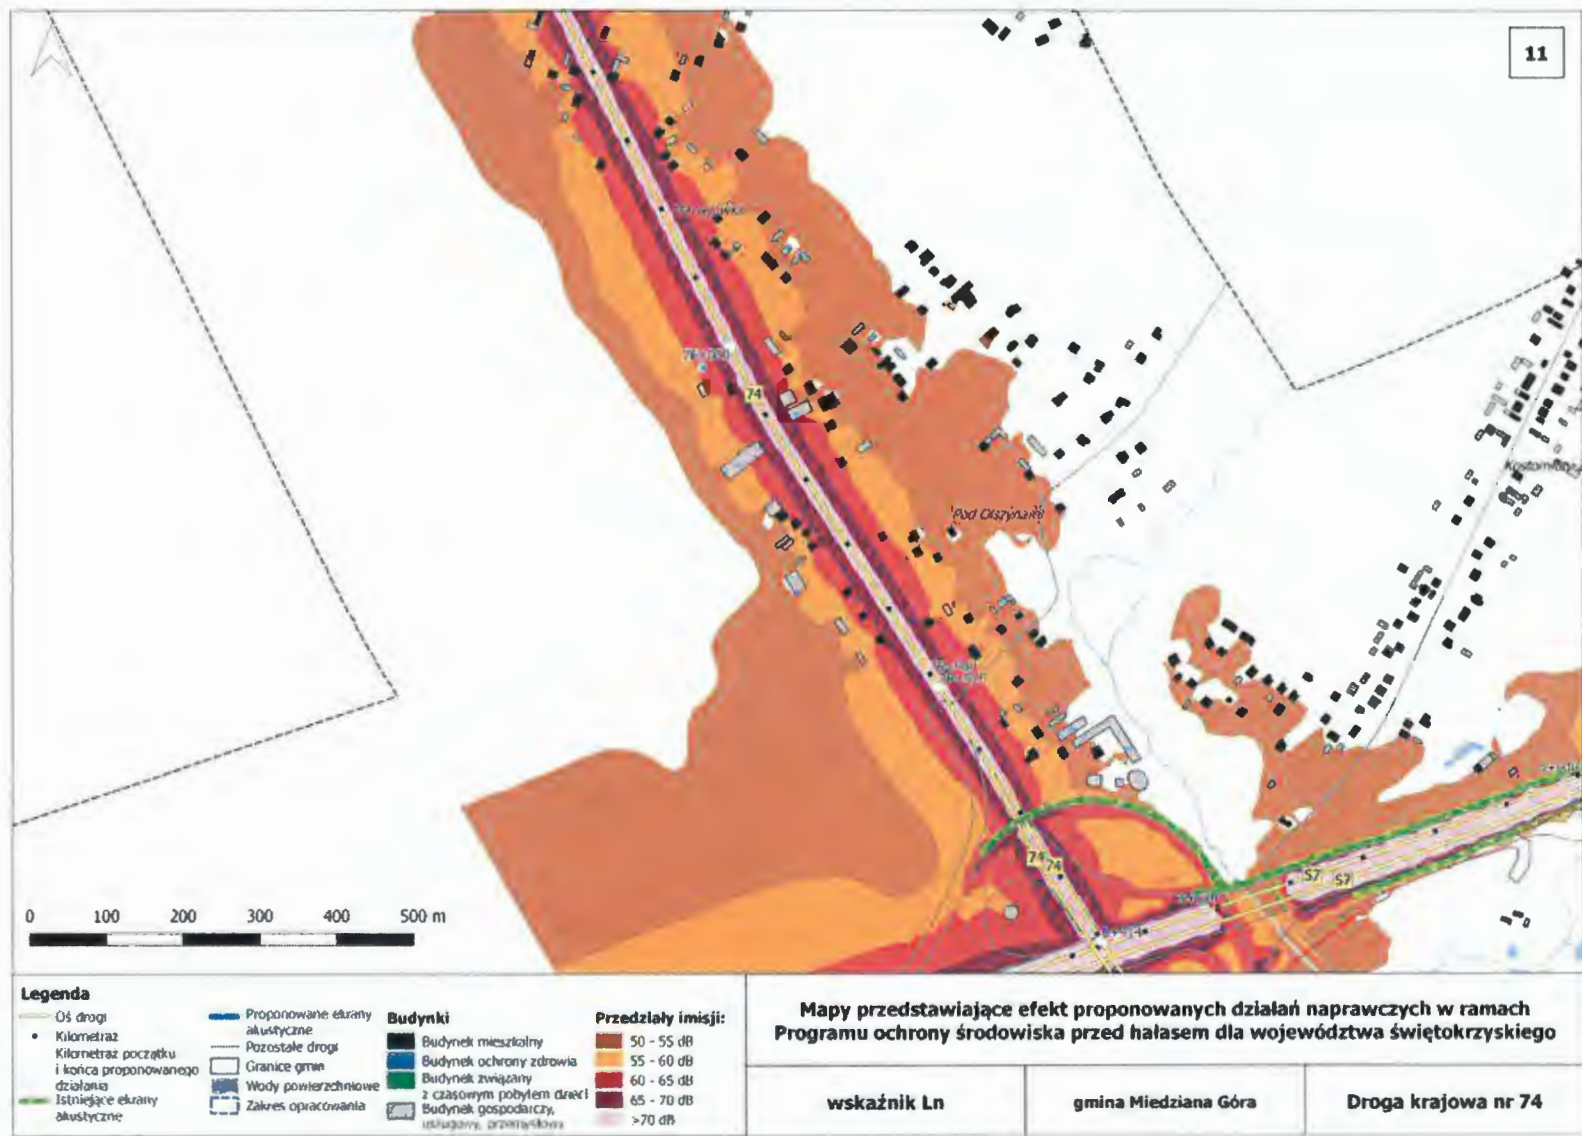 11
74
Pod Olszynami
74
74
S7
S7
0 100 200 300 400 500 m
Legenda
Oś drogi
Kilometraż
Kilometraż początku
i końca proponowanego
działania
Istniejące ekrany
akustyczne
Proponowane ekrany
akustyczne
Pozostałe drogi
Granice gmin
Wody powierzchniowe
Zakres opracowania
Budynki
Budynek mieszkalny
Budynek ochrony zdrowia
Budynek związany
z czasowym pobytem dzieci
Budynek gospodarczy,
usługowy, przemysłowy
Przedziały imisji:
50 - 55 dB
55 - 60 dB
60 - 65 dB
65 - 70 dB
>70 dB
Mapy przedstawiające efekt proponowanych działań naprawczych w ramach
Programu ochrony środowiska przed hałasem dla województwa świętokrzyskiego
wskaźnik Ln
gmina Miedziana Góra
Droga krajowa nr 74